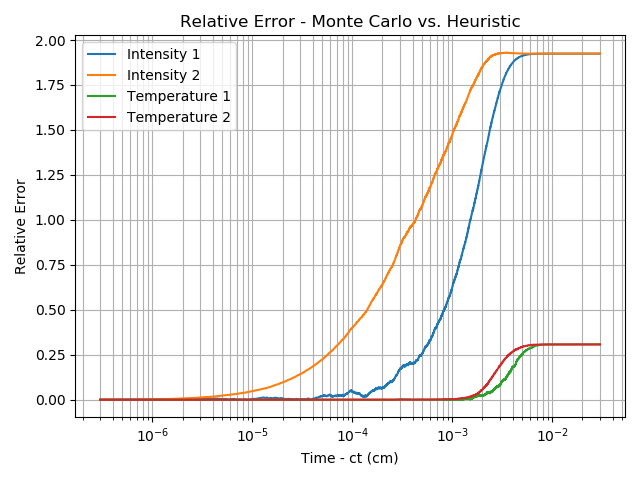 Relative Error - Monte Carlo vs. Heuristic
Relative Error
2.00
1.75
1.50
1.25
1.00
0.75
0.50
0.25
0.00
Intensity 1
Intensity 2
Temperature 1
Temperature 2
10⁻⁶ 10⁻⁵ 10⁻⁴ 10⁻³ 10⁻²
Time - ct (cm)